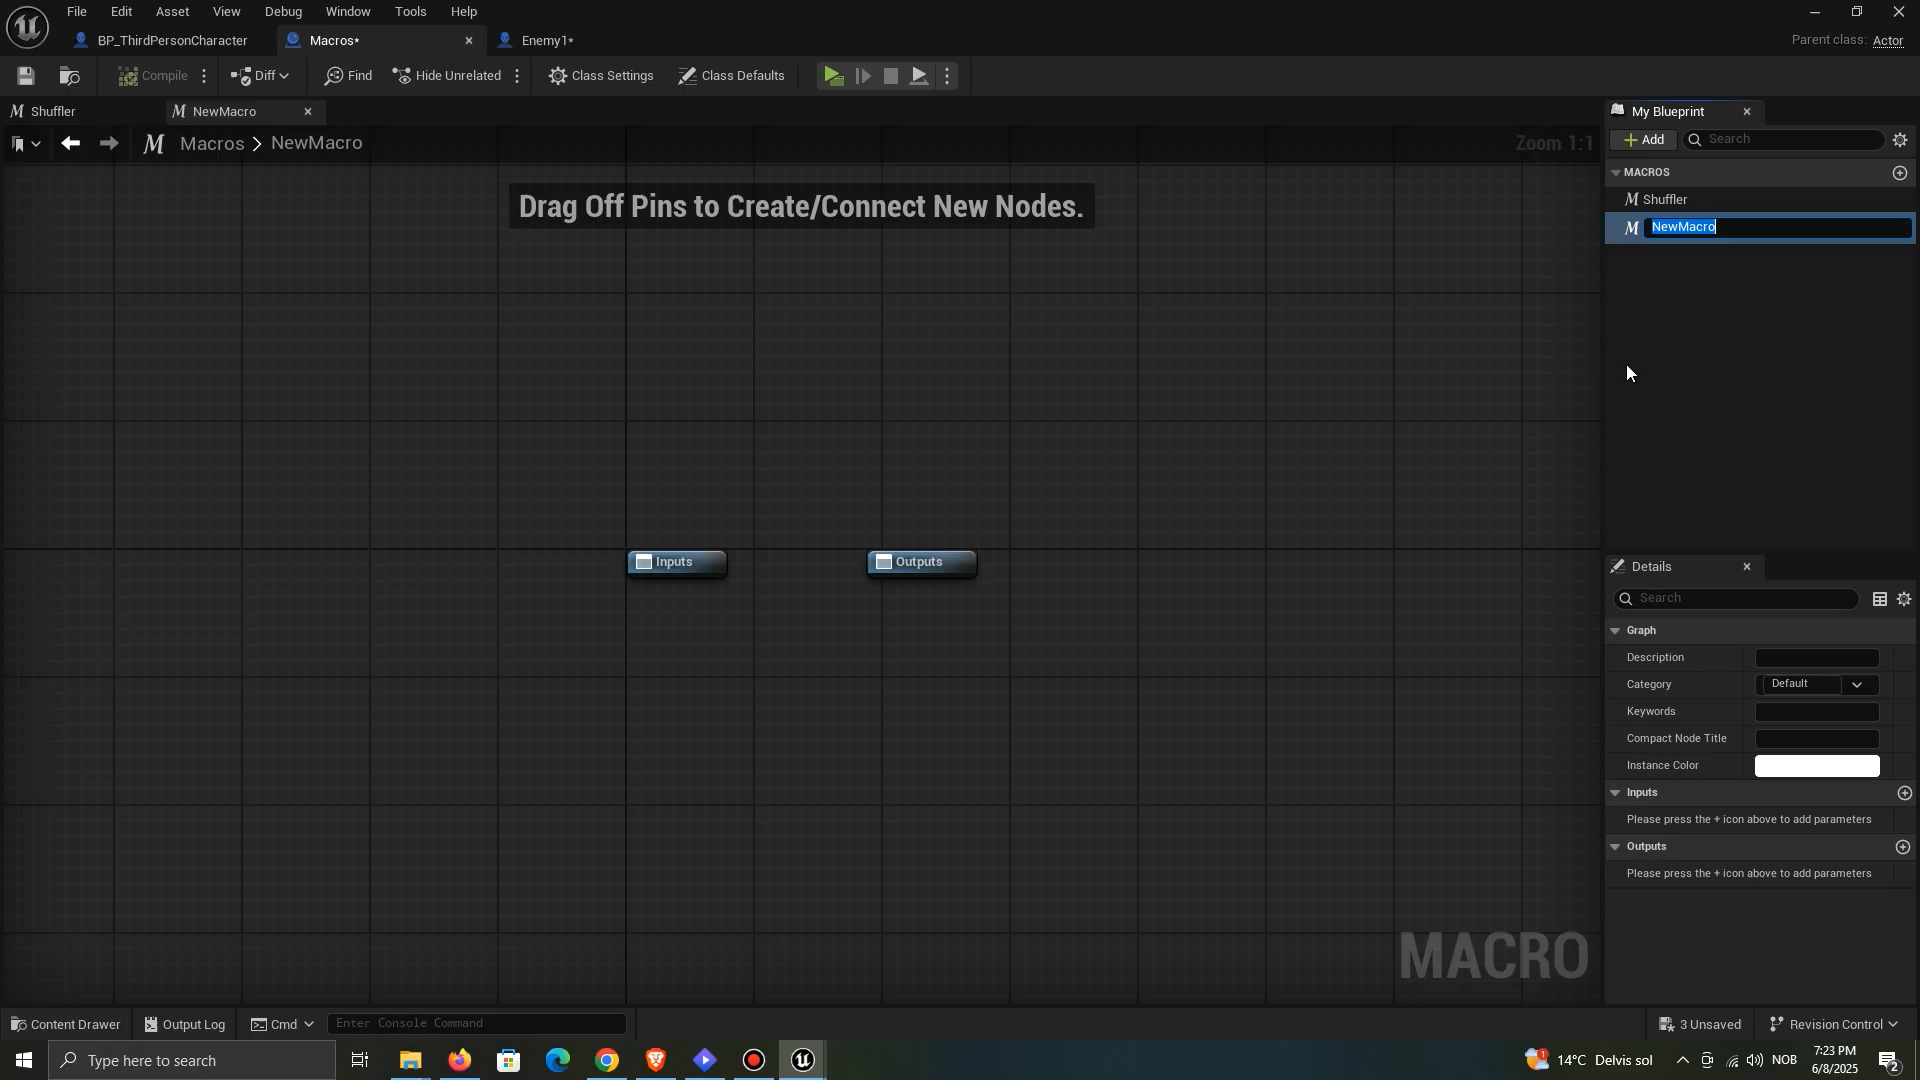 File Edit Asset View Debug Window Tools Help
BP_ThirdPersonCharacter Macros* Enemy1*
Parent class: Actor
Compile Diff Find Hide Unrelated Class Settings Class Defaults
Shuffler NewMacro
My Blueprint
Macros NewMacro
Zoom 1:1
Add Search
MACROS
Shuffler
NewMacro
Drag Off Pins to Create/Connect New Nodes.
Inputs Outputs
Details
Search
Graph
Description
Category Default
Keywords
Compact Node Title
Instance Color
Inputs
Please press the + icon above to add parameters
Outputs
Please press the + icon above to add parameters
MACRO
Content Drawer Output Log Cmd Enter Console Command 3 Unsaved Revision Control
Type here to search
1 14°C Delvis sol NOB 7:23 PM
6/8/2025 2